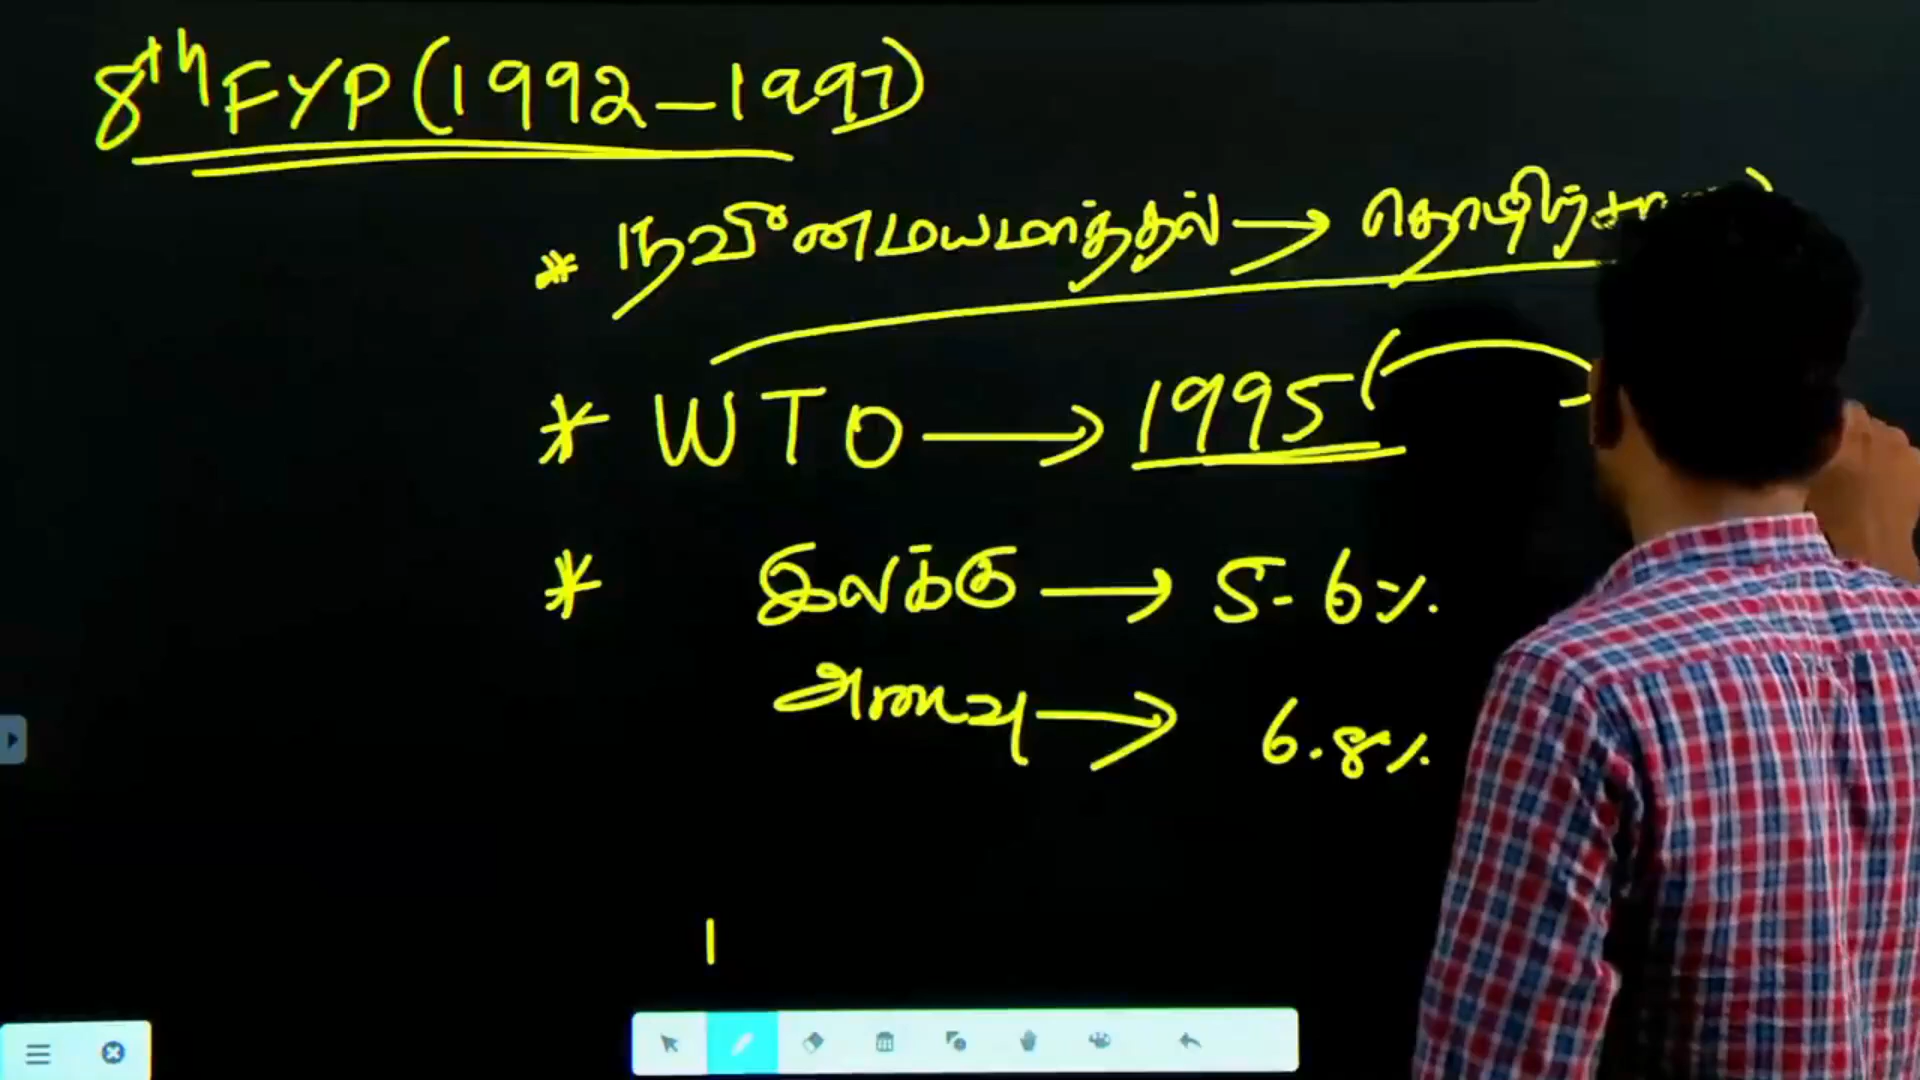 8th FYP (1992 – 1997)
* நவீனமயமாத்தல் → தொழிற்சா
* WTO → 1995 (
* இலக்கு → 5-6%.
அடைவு → 6.8%.